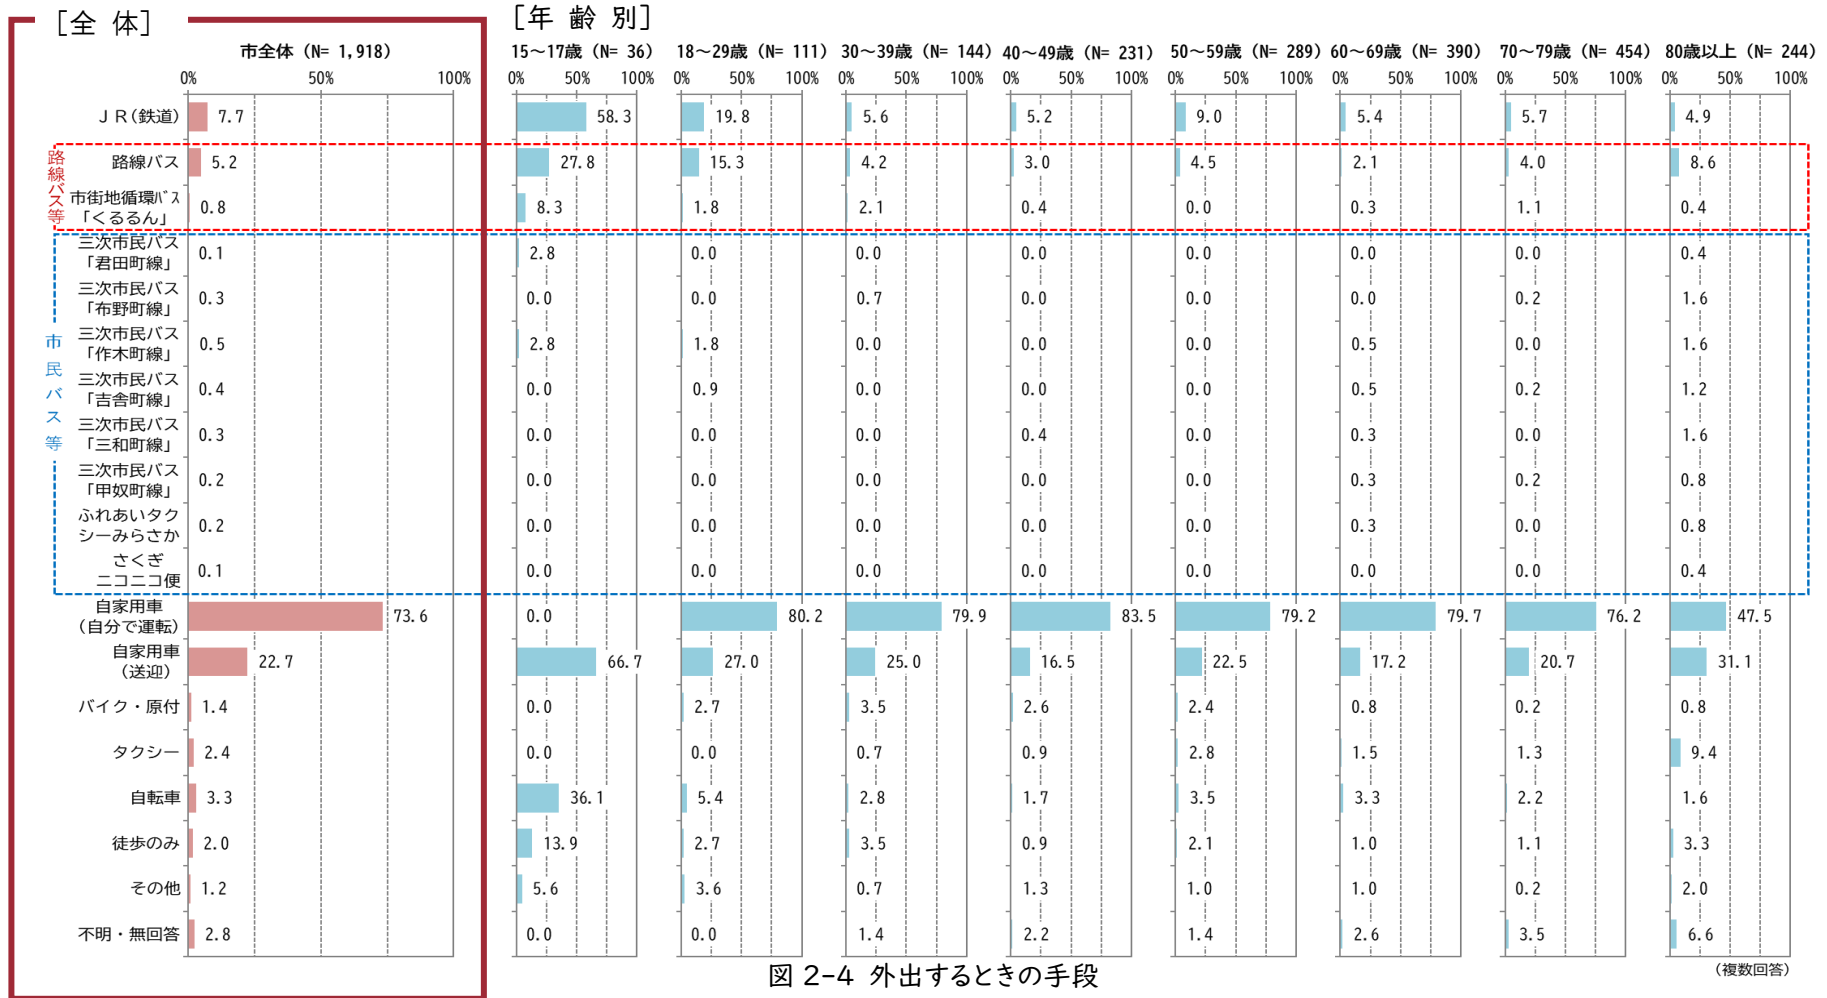 ［全 体］
［年 齢 別］
市全体（N= 1,918）
15～17歳（N= 36）
18～29歳（N= 111）
30～39歳（N= 144）
40～49歳（N= 231）
50～59歳（N= 289）
60～69歳（N= 390）
70～79歳（N= 454）
80歳以上（N= 244）
0% 50% 100% 0% 50% 100% 0% 50% 100% 0% 50% 100% 0% 50% 100% 0% 50% 100% 0% 50% 100% 0% 50% 100% 0% 50% 100%
ＪＲ（鉄道） 7.7 58.3 19.8 5.6 5.2 9.0 5.4 5.7 4.9
路線バス等
路線バス 5.2 27.8 15.3 4.2 3.0 4.5 2.1 4.0 8.6
市街地循環ﾊﾞｽ
「くるるん」 0.8 8.3 1.8 2.1 0.4 0.0 0.3 1.1 0.4
市民バス等
三次市民バス
「君田町線」 0.1 2.8 0.0 0.0 0.0 0.0 0.0 0.0 0.4
三次市民バス
「布野町線」 0.3 0.0 0.0 0.7 0.0 0.0 0.0 0.2 1.6
三次市民バス
「作木町線」 0.5 2.8 1.8 0.0 0.0 0.0 0.5 0.0 1.6
三次市民バス
「吉舎町線」 0.4 0.0 0.9 0.0 0.0 0.0 0.5 0.2 1.2
三次市民バス
「三和町線」 0.3 0.0 0.0 0.0 0.4 0.0 0.3 0.0 1.6
三次市民バス
「甲奴町線」 0.2 0.0 0.0 0.0 0.0 0.0 0.3 0.2 0.8
ふれあいタク
シーみらさか 0.2 0.0 0.0 0.0 0.0 0.0 0.3 0.0 0.8
さくぎ
ニコニコ便 0.1 0.0 0.0 0.0 0.0 0.0 0.0 0.0 0.4
自家用車
（自分で運転） 73.6 0.0 80.2 79.9 83.5 79.2 79.7 76.2 47.5
自家用車
（送迎） 22.7 66.7 27.0 25.0 16.5 22.5 17.2 20.7 31.1
バイク・原付 1.4 0.0 2.7 3.5 2.6 2.4 0.8 0.2 0.8
タクシー 2.4 0.0 0.0 0.7 0.9 2.8 1.5 1.3 9.4
自転車 3.3 36.1 5.4 2.8 1.7 3.5 3.3 2.2 1.6
徒歩のみ 2.0 13.9 2.7 3.5 0.9 2.1 1.0 1.1 3.3
その他 1.2 5.6 3.6 0.7 1.3 1.0 1.0 0.2 2.0
不明・無回答 2.8 0.0 0.0 1.4 2.2 1.4 2.6 3.5 6.6
図 2-4 外出するときの手段
（複数回答）